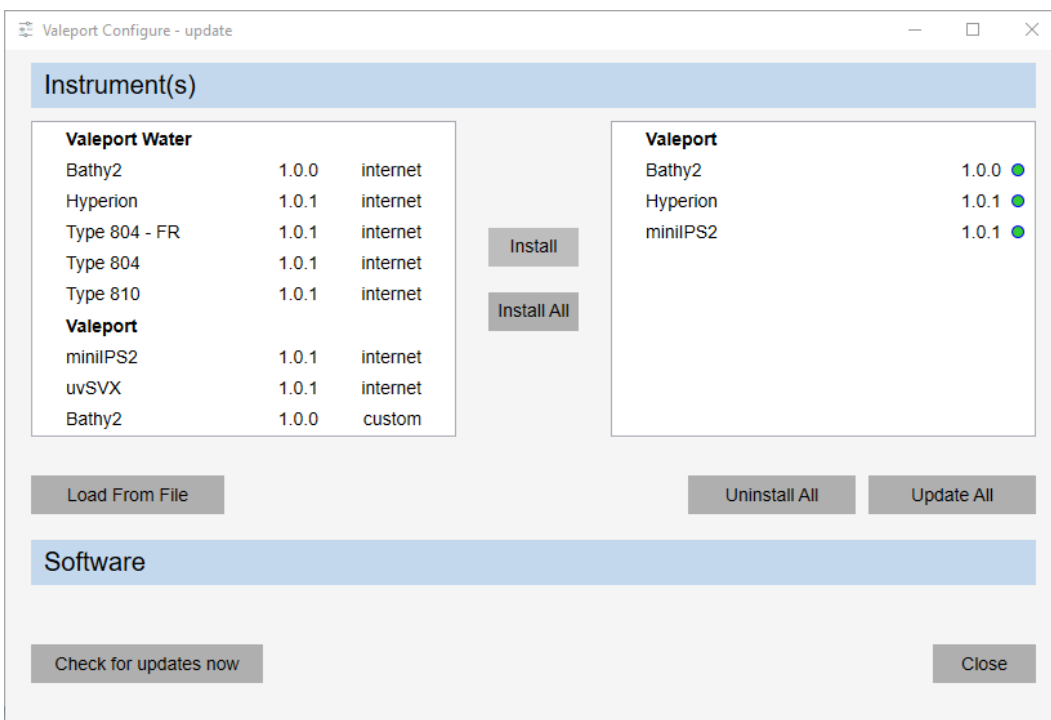 Valeport Configure - update
Instrument(s)
Valeport Water
Bathy2 1.0.0 internet
Hyperion 1.0.1 internet
Type 804 - FR 1.0.1 internet
Type 804 1.0.1 internet
Type 810 1.0.1 internet
Valeport
miniIPS2 1.0.1 internet
uvSVX 1.0.1 internet
Bathy2 1.0.0 custom
Install
Install All
Valeport
Bathy2 1.0.0
Hyperion 1.0.1
miniIPS2 1.0.1
Load From File
Uninstall All
Update All
Software
Check for updates now
Close